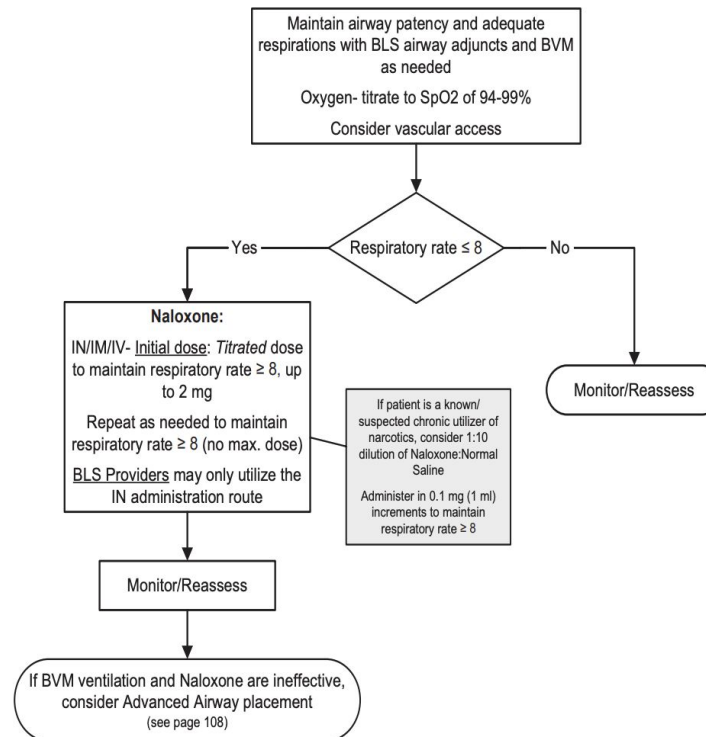 Maintain airway patency and adequate
respirations with BLS airway adjuncts and BVM
as needed
Oxygen- titrate to SpO2 of 94-99%
Consider vascular access
Respiratory rate ≤ 8
Yes
No
Naloxone:
IN/IM/IV- Initial dose: Titrated dose
to maintain respiratory rate ≥ 8, up
to 2 mg
Repeat as needed to maintain
respiratory rate ≥ 8 (no max. dose)
BLS Providers may only utilize the
IN administration route
Monitor/Reassess
If patient is a known/
suspected chronic utilizer of
narcotics, consider 1:10
dilution of Naloxone:Normal
Saline
Administer in 0.1 mg (1 ml)
increments to maintain
respiratory rate ≥ 8
Monitor/Reassess
If BVM ventilation and Naloxone are ineffective,
consider Advanced Airway placement
(see page 108)